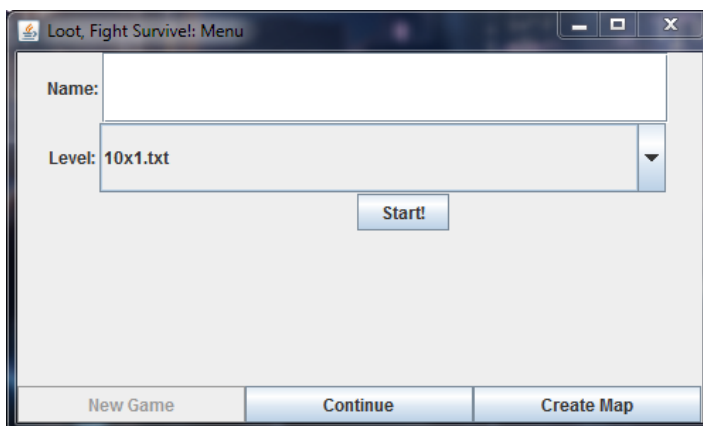 Loot, Fight Survive!: Menu
Name:
Level: 10x1.txt
Start!
New Game Continue Create Map